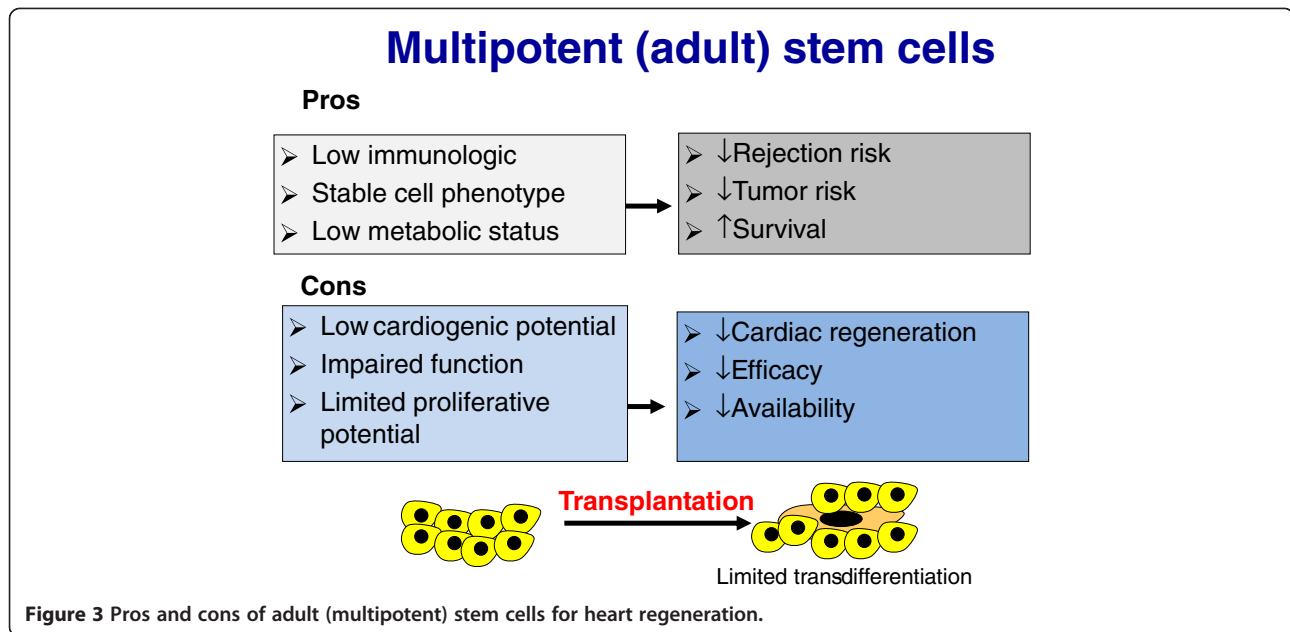 Multipotent (adult) stem cells
Pros
➢ Low immunologic
➢ Stable cell phenotype
➢ Low metabolic status
➢ ↓Rejection risk
➢ ↓Tumor risk
➢ ↑Survival
Cons
➢ Low cardiogenic potential
➢ Impaired function
➢ Limited proliferative
potential
➢ ↓Cardiac regeneration
➢ ↓Efficacy
➢ ↓Availability
Transplantation
Limited transdifferentiation
Figure 3 Pros and cons of adult (multipotent) stem cells for heart regeneration.